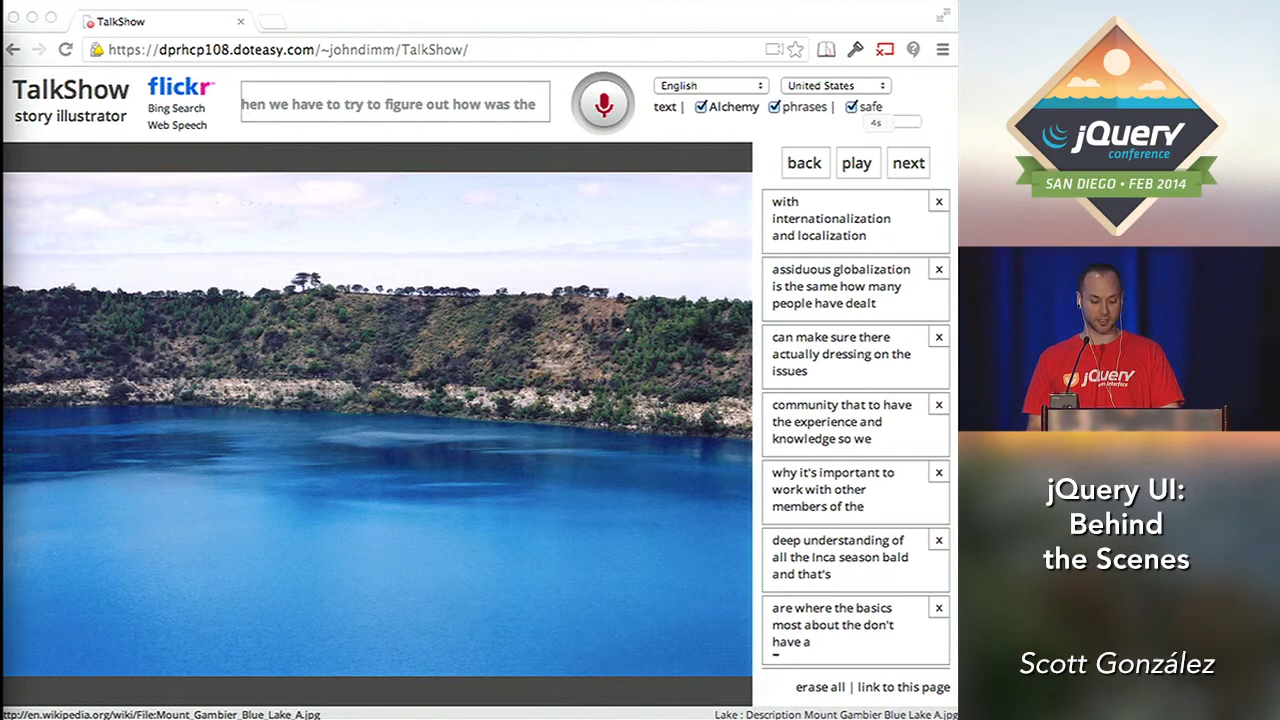 TalkShow
https://dprhcp108.doteasy.com/~johndimm/TalkShow/
TalkShow
story illustrator
flickr
Bing Search
Web Speech
hen we have to try to figure out how was the
English
United States
text | Alchemy phrases | safe
4s
back
play
next
with
internationalization
and localization
x
assiduous globalization
is the same how many
people have dealt
x
can make sure there
actually dressing on the
issues
x
community that to have
the experience and
knowledge so we
x
why it's important to
work with other
members of the
x
deep understanding of
all the Inca season bald
and that's
x
are where the basics
most about the don't
have a
x
erase all | link to this page
ttp://en.wikipedia.org/wiki/File:Mount_Gambier_Blue_Lake_A.jpg
Lake : Description Mount Gambier Blue Lake A.jpg
jQuery
conference
SAN DIEGO • FEB 2014
jQuery
user interface
jQuery UI:
Behind
the Scenes
Scott González